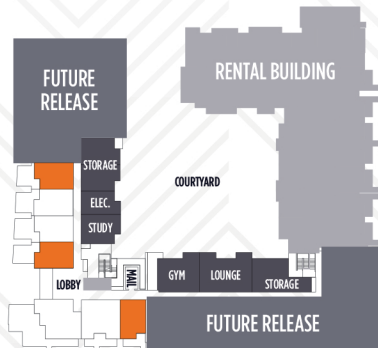 RENTAL BUILDING
FUTURE
RELEASE
STORAGE
COURTYARD
ELEC.
STUDY
LOBBY
MAIL
GYM
LOUNGE
STORAGE
FUTURE RELEASE